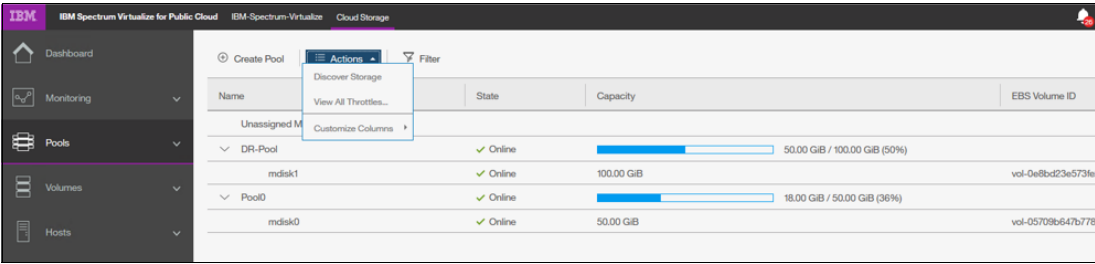 IBM IBM Spectrum Virtualize for Public Cloud IBM-Spectrum-Virtualize Cloud Storage 26
Dashboard
Monitoring
Pools
Volumes
Hosts
Create Pool Actions Filter
Discover Storage
View All Throttles...
Customize Columns
Name State Capacity EBS Volume ID
Unassigned M
DR-Pool Online 50.00 GiB / 100.00 GiB (50%)
mdisk1 Online 100.00 GiB vol-0e8bd23e573fe
Pool0 Online 18.00 GiB / 50.00 GiB (36%)
mdisk0 Online 50.00 GiB vol-05709b647b778